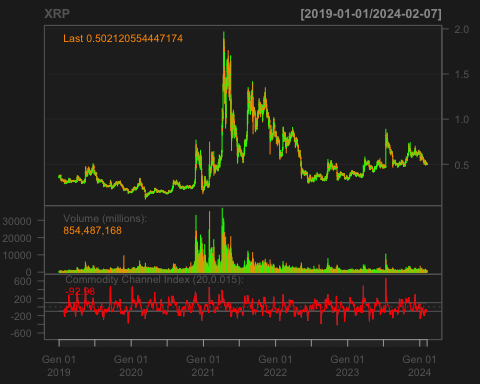 XRP [2019-01-01/2024-02-07]
Last 0.502120554447174
2.0
1.5
1.0
0.5
Volume (millions):
854,487,168
30000
20000
10000
0
Commodity Channel Index (20,0.015):
-92.98
600
200
-200
-600
Gen 01 Gen 01 Gen 01 Gen 01 Gen 01 Gen 01
2019 2020 2021 2022 2023 2024